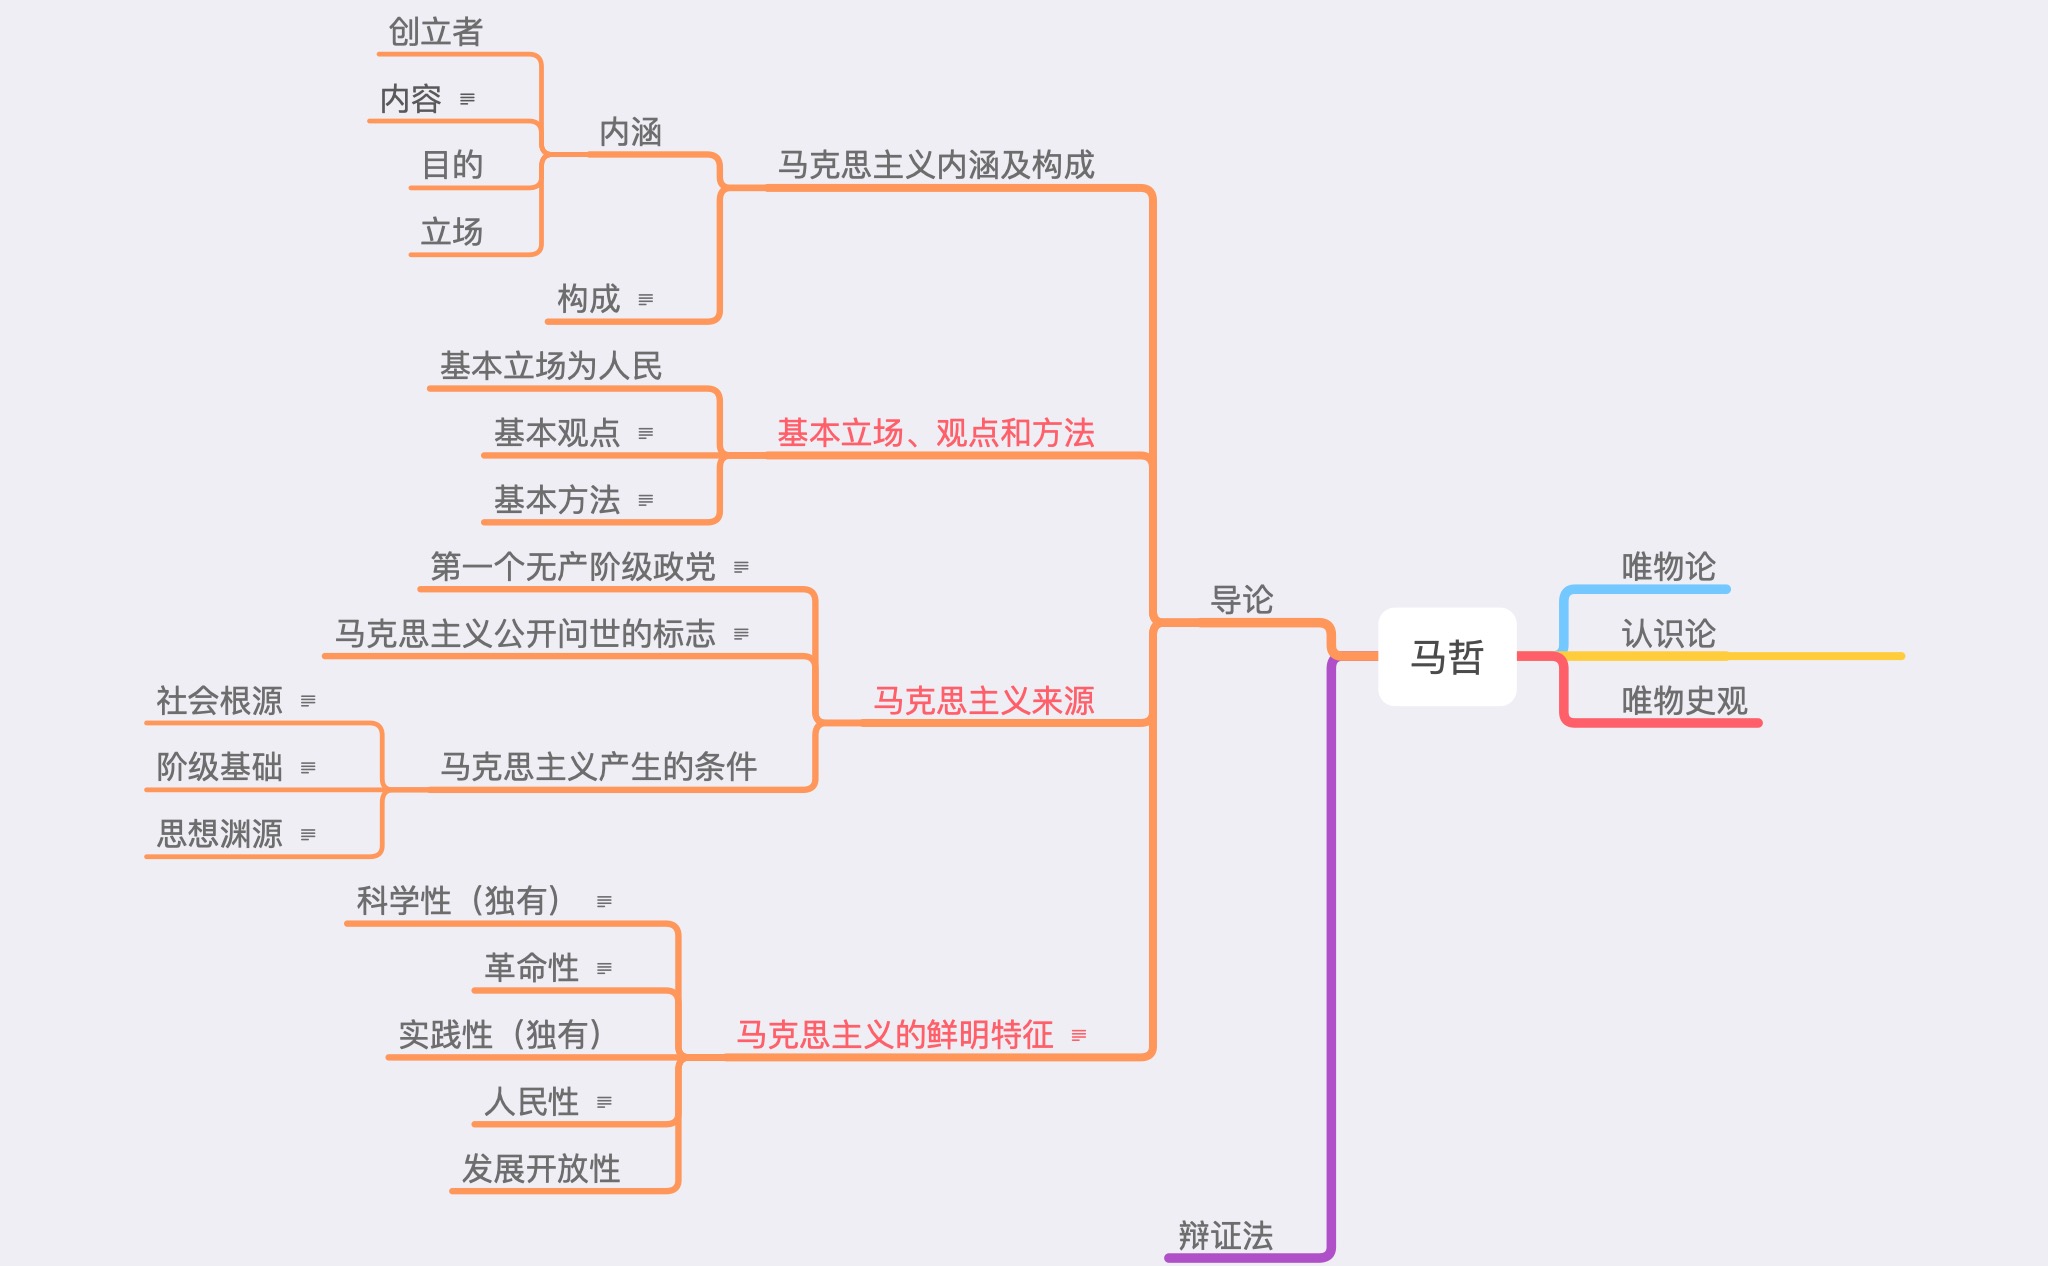 马哲
导论
马克思主义内涵及构成
内涵
创立者
内容
目的
立场
构成
基本立场、观点和方法
基本立场为人民
基本观点
基本方法
马克思主义来源
第一个无产阶级政党
马克思主义公开问世的标志
马克思主义产生的条件
社会根源
阶级基础
思想渊源
马克思主义的鲜明特征
科学性（独有）
革命性
实践性（独有）
人民性
发展开放性
辩证法
唯物论
认识论
唯物史观